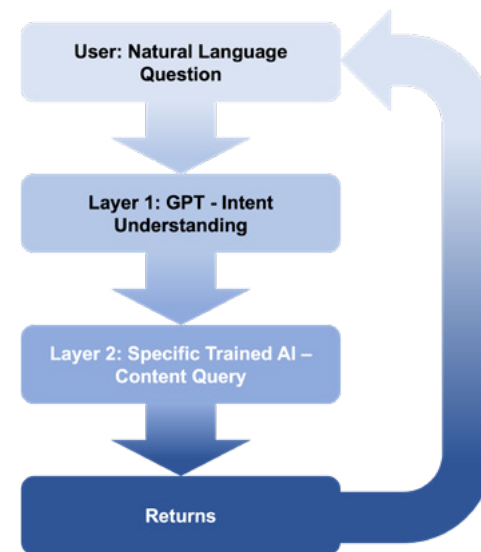 User: Natural Language
Question
Layer 1: GPT - Intent
Understanding
Layer 2: Specific Trained AI –
Content Query
Returns